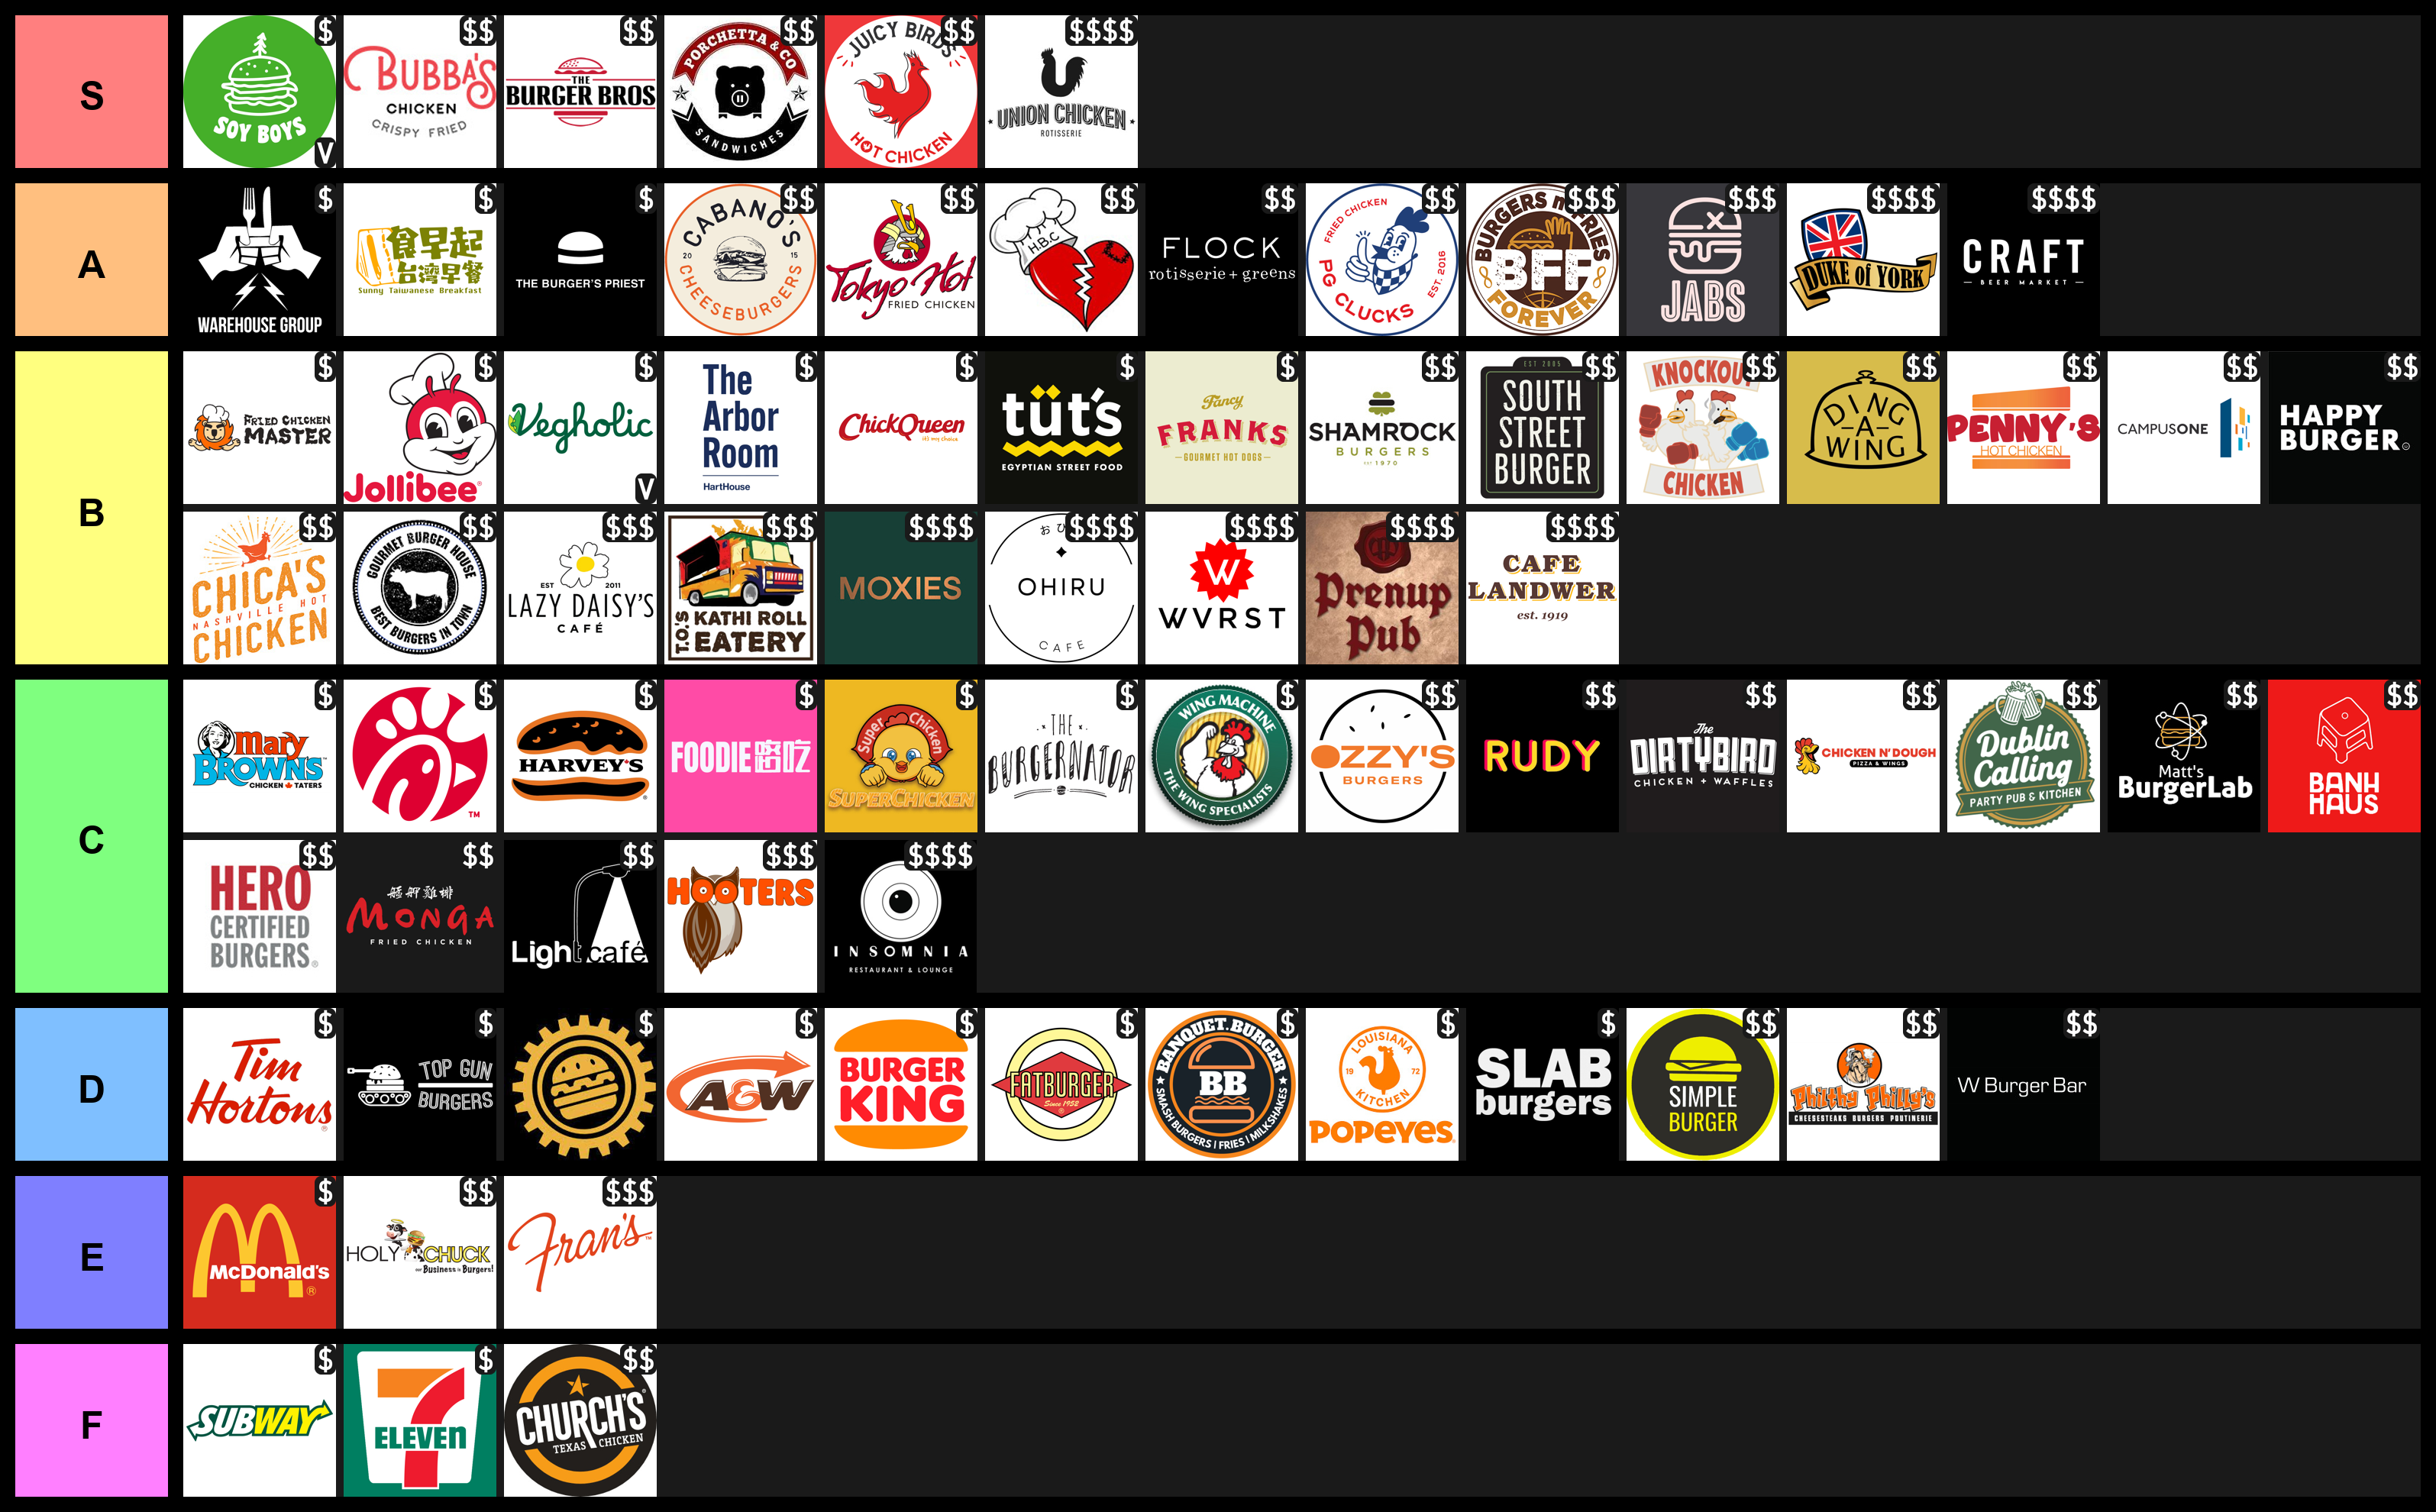 S
$
SOY BOYS
V
$$
BUBBA'S
CHICKEN
CRISPY FRIED
$$
THE
BURGER BROS
$$
PORCHETTA & CO
SANDWICHES
$$
JUICY BIRDS
HOT CHICKEN
$$$$
UNION CHICKEN
ROTISSERIE
A
$
WAREHOUSE GROUP
$
食早起
台湾早餐
Sunny Taiwanese Breakfast
$
THE BURGER'S PRIEST
$$
CABANO'S
20 15
CHEESEBURGERS
$$
Tokyo Hot
FRIED CHICKEN
$$
H.B.C
$$
FLOCK
rotisserie + greens
$$
FRIED CHICKEN
PG CLUCKS
EST. 2016
$$$
BURGERS n' FRIES
BFF
FOREVER
$$$
JABS
$$$$
DUKE of YORK
$$$$
CRAFT
BEER MARKET
B
$
FRIED CHICKEN
MASTER
$
Jollibee
$
Vegholic
V
$
The
Arbor
Room
HartHouse
$
ChickQueen
it's my choice
$
tüt's
EGYPTIAN STREET FOOD
$
Fancy
FRANKS
GOURMET HOT DOGS
$$
SHAMROCK
BURGERS
EST 1970
$$
EST 2005
SOUTH
STREET
BURGER
$$
KNOCKOUT
CHICKEN
$$
DING
-A-
WING
$$
PENNY'S
HOT CHICKEN
$$
CAMPUSONE
$$
HAPPY
BURGER
$$
CHICA'S
NASHVILLE HOT
CHICKEN
$$
GOURMET BURGER HOUSE
BEST BURGERS IN TOWN
$$$
EST 2011
LAZY DAISY'S
CAFÉ
$$$
T.O.'S
KATHI ROLL
EATERY
$$$$
MOXIES
$$$$
おひ
OHIRU
CAFE
$$$$
W
WVRST
$$$$
Prenup
Pub
$$$$
CAFE
LANDWER
est. 1919
C
$
Mary
BROWN'S
CHICKEN TATERS
$
TM
$
HARVEY'S
$
FOODIE 囧吃
$
Super Chicken
SUPERCHICKEN
$
THE
BURGERNATOR
$
WING MACHINE
THE WING SPECIALISTS
$$
OZZY'S
BURGERS
$$
RUDY
$$
The
DIRTYBIRD
CHICKEN + WAFFLES
$$
CHICKEN N' DOUGH
PIZZA & WINGS
$$
Dublin
Calling
PARTY PUB & KITCHEN
$$
Matt's
BurgerLab
$$
BANH
HAUS
$$
HERO
CERTIFIED
BURGERS
$$
艋舺雞排
MONGA
FRIED CHICKEN
$$
Light café
$$$
HOOTERS
$$$$
INSOMNIA
RESTAURANT & LOUNGE
D
$
Tim
Hortons
$
TOP GUN
BURGERS
$
$
A&W
$
BURGER
KING
$
FATBURGER
Since 1952
$
BANQUET BURGER
BB
SMASH BURGERS | FRIES | MILKSHAKES
$
LOUISIANA
19 72
KITCHEN
POPEYES
$
SLAB
burgers
$$
SIMPLE
BURGER
$$
Philthy Philly's
CHEESESTEAKS BURGERS POUTINERIE
$$
W Burger Bar
E
$
McDonald's
$$
HOLY CHUCK
our Business is Burgers!
$$$
Fran's
F
$
SUBWAY
$
7
ELEVEn
$$
CHURCH'S
TEXAS CHICKEN